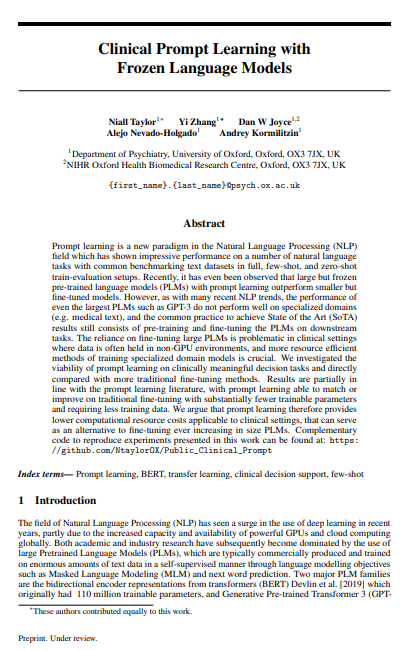 Clinical Prompt Learning with
Frozen Language Models
Niall Taylor1* Yi Zhang1* Dan W Joyce1,2
Alejo Nevado-Holgado1 Andrey Kormilitzin1
1Department of Psychiatry, University of Oxford, Oxford, OX3 7JX, UK
2NIHR Oxford Health Biomedical Research Centre, Oxford, OX3 7JX, UK
{first_name}.{last_name}@psych.ox.ac.uk
Abstract
Prompt learning is a new paradigm in the Natural Language Processing (NLP)
field which has shown impressive performance on a number of natural language
tasks with common benchmarking text datasets in full, few-shot, and zero-shot
train-evaluation setups. Recently, it has even been observed that large but frozen
pre-trained language models (PLMs) with prompt learning outperform smaller but
fine-tuned models. However, as with many recent NLP trends, the performance of
even the largest PLMs such as GPT-3 do not perform well on specialized domains
(e.g. medical text), and the common practice to achieve State of the Art (SoTA)
results still consists of pre-training and fine-tuning the PLMs on downstream
tasks. The reliance on fine-tuning large PLMs is problematic in clinical settings
where data is often held in non-GPU environments, and more resource efficient
methods of training specialized domain models is crucial. We investigated the
viability of prompt learning on clinically meaningful decision tasks and directly
compared with more traditional fine-tuning methods. Results are partially in
line with the prompt learning literature, with prompt learning able to match or
improve on traditional fine-tuning with substantially fewer trainable parameters
and requiring less training data. We argue that prompt learning therefore provides
lower computational resource costs applicable to clinical settings, that can serve
as an alternative to fine-tuning ever increasing in size PLMs. Complementary
code to reproduce experiments presented in this work can be found at: https:
//github.com/NtaylorOX/Public_Clinical_Prompt
Index terms— Prompt learning, BERT, transfer learning, clinical decision support, few-shot
1 Introduction
The field of Natural Language Processing (NLP) has seen a surge in the use of deep learning in recent
years, partly due to the increased capacity and availability of powerful GPUs and cloud computing
globally. Both academic and industry research have subsequently become dominated by the use of
large Pretrained Language Models (PLMs), which are typically commercially produced and trained
on enormous amounts of text data in a self-supervised manner through language modelling objectives
such as Masked Language Modeling (MLM) and next word prediction. Two major PLM families
are the bidirectional encoder representations from transformers (BERT) Devlin et al. [2019] which
originally had 110 million trainable parameters, and Generative Pre-trained Transformer 3 (GPT-
*These authors contributed equally to this work.
Preprint. Under review.